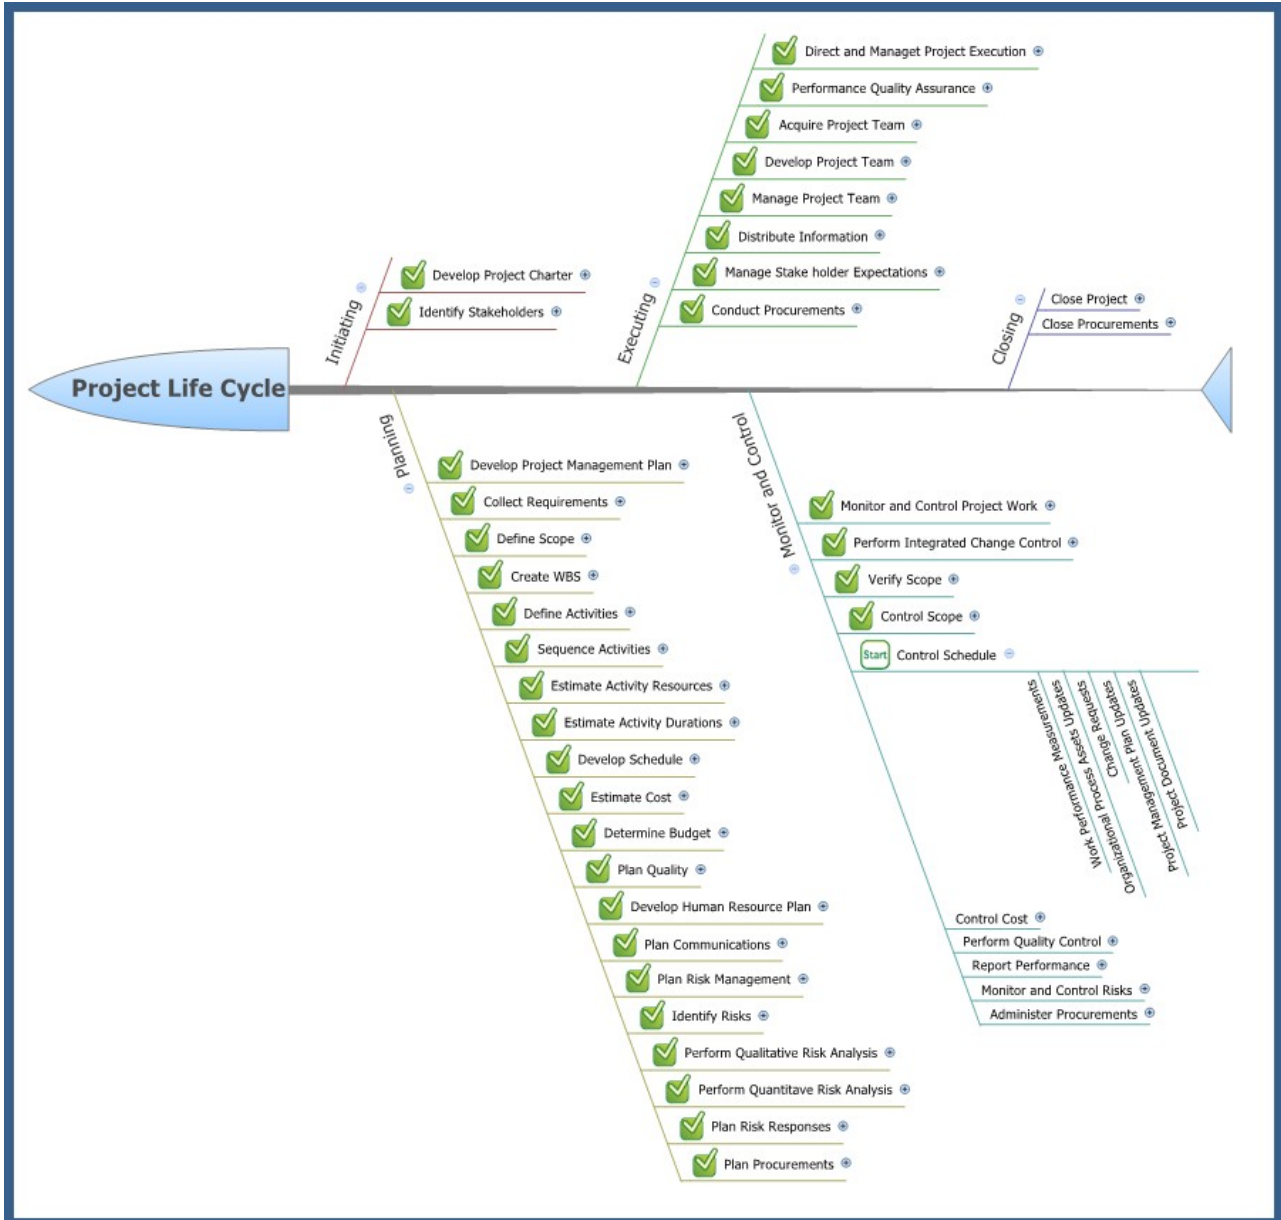 Project Life Cycle
Initiating
Develop Project Charter
Identify Stakeholders
Executing
Direct and Managet Project Execution
Performance Quality Assurance
Acquire Project Team
Develop Project Team
Manage Project Team
Distribute Information
Manage Stake holder Expectations
Conduct Procurements
Closing
Close Project
Close Procurements
Planning
Develop Project Management Plan
Collect Requirements
Define Scope
Create WBS
Define Activities
Sequence Activities
Estimate Activity Resources
Estimate Activity Durations
Develop Schedule
Estimate Cost
Determine Budget
Plan Quality
Develop Human Resource Plan
Plan Communications
Plan Risk Management
Identify Risks
Perform Qualitative Risk Analysis
Perform Quantitave Risk Analysis
Plan Risk Responses
Plan Procurements
Monitor and Control
Monitor and Control Project Work
Perform Integrated Change Control
Verify Scope
Control Scope
Start
Control Schedule
Work Performance Measurements
Organizational Process Assets Updates
Change Requests
Project Management Plan Updates
Project Document Updates
Control Cost
Perform Quality Control
Report Performance
Monitor and Control Risks
Administer Procurements